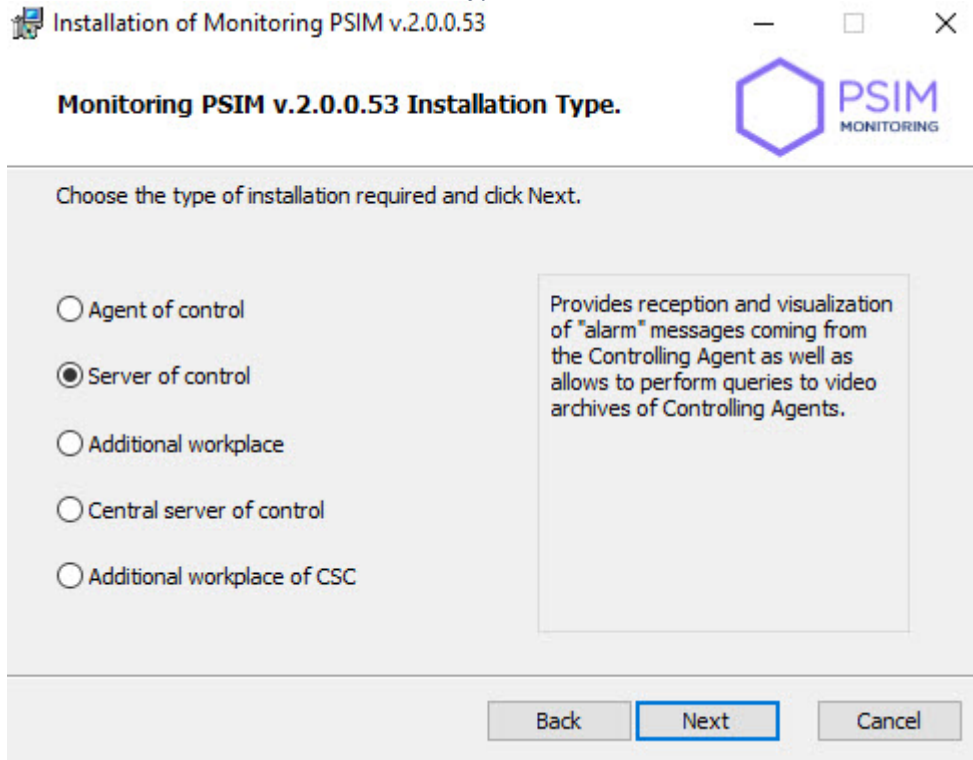 Installation of Monitoring PSIM v.2.0.0.53
Monitoring PSIM v.2.0.0.53 Installation Type.
PSIM
MONITORING
Choose the type of installation required and click Next.
Agent of control
Server of control
Additional workplace
Central server of control
Additional workplace of CSC
Provides reception and visualization
of "alarm" messages coming from
the Controlling Agent as well as
allows to perform queries to video
archives of Controlling Agents.
Back
Next
Cancel